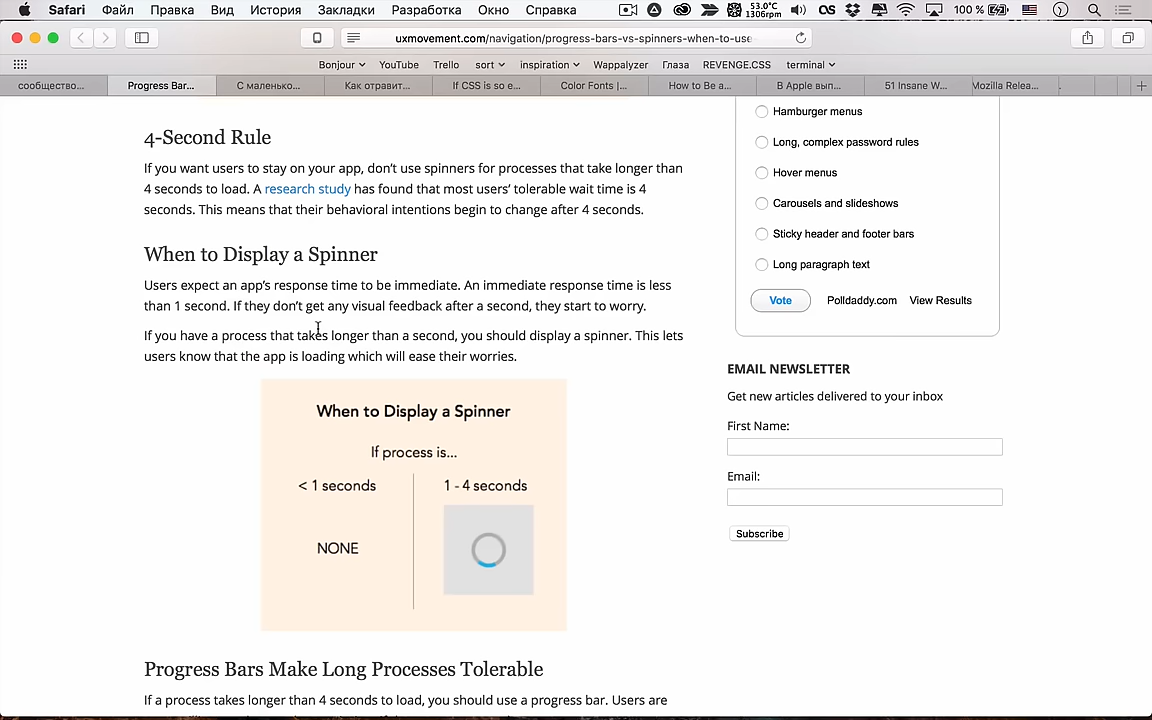 Safari Файл Правка Вид История Закладки Разработка Окно Справка 53.0°C 1306rpm 100 %
uxmovement.com/navigation/progress-bars-vs-spinners-when-to-use
Bonjour YouTube Trello sort inspiration Wappalyzer Глаза REVENGE.CSS terminal
сообщество... Progress Bar... С маленько... Как отравит... If CSS is so e... Color Fonts |... How to Be a... В Apple вып... 51 Insane W... Mozilla Relea...
4-Second Rule
If you want users to stay on your app, don’t use spinners for processes that take longer than
4 seconds to load. A research study has found that most users’ tolerable wait time is 4
seconds. This means that their behavioral intentions begin to change after 4 seconds.
When to Display a Spinner
Users expect an app’s response time to be immediate. An immediate response time is less
than 1 second. If they don’t get any visual feedback after a second, they start to worry.
If you have a process that takes longer than a second, you should display a spinner. This lets
users know that the app is loading which will ease their worries.
When to Display a Spinner
If process is...
< 1 seconds
1 - 4 seconds
NONE
Progress Bars Make Long Processes Tolerable
If a process takes longer than 4 seconds to load, you should use a progress bar. Users are
Hamburger menus
Long, complex password rules
Hover menus
Carousels and slideshows
Sticky header and footer bars
Long paragraph text
Vote Polldaddy.com View Results
EMAIL NEWSLETTER
Get new articles delivered to your inbox
First Name:
Email:
Subscribe